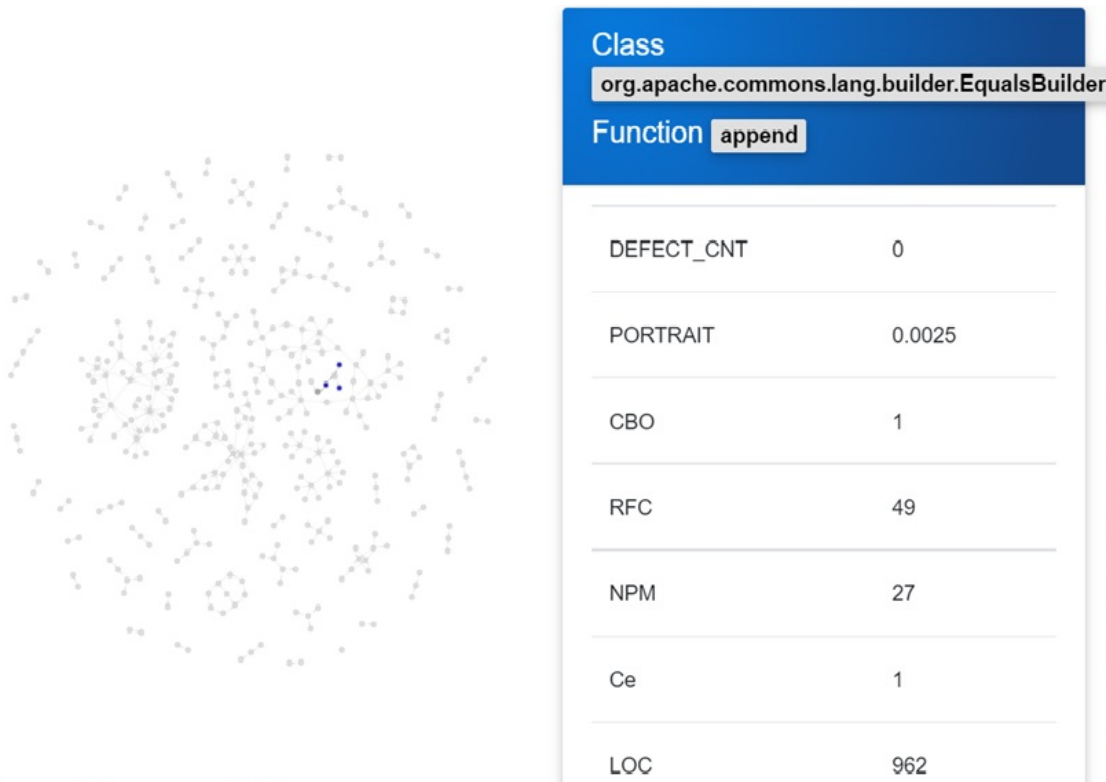 Class
org.apache.commons.lang.builder.EqualsBuilder
Function append
DEFECT_CNT 0
PORTRAIT 0.0025
CBO 1
RFC 49
NPM 27
Ce 1
LOC 962